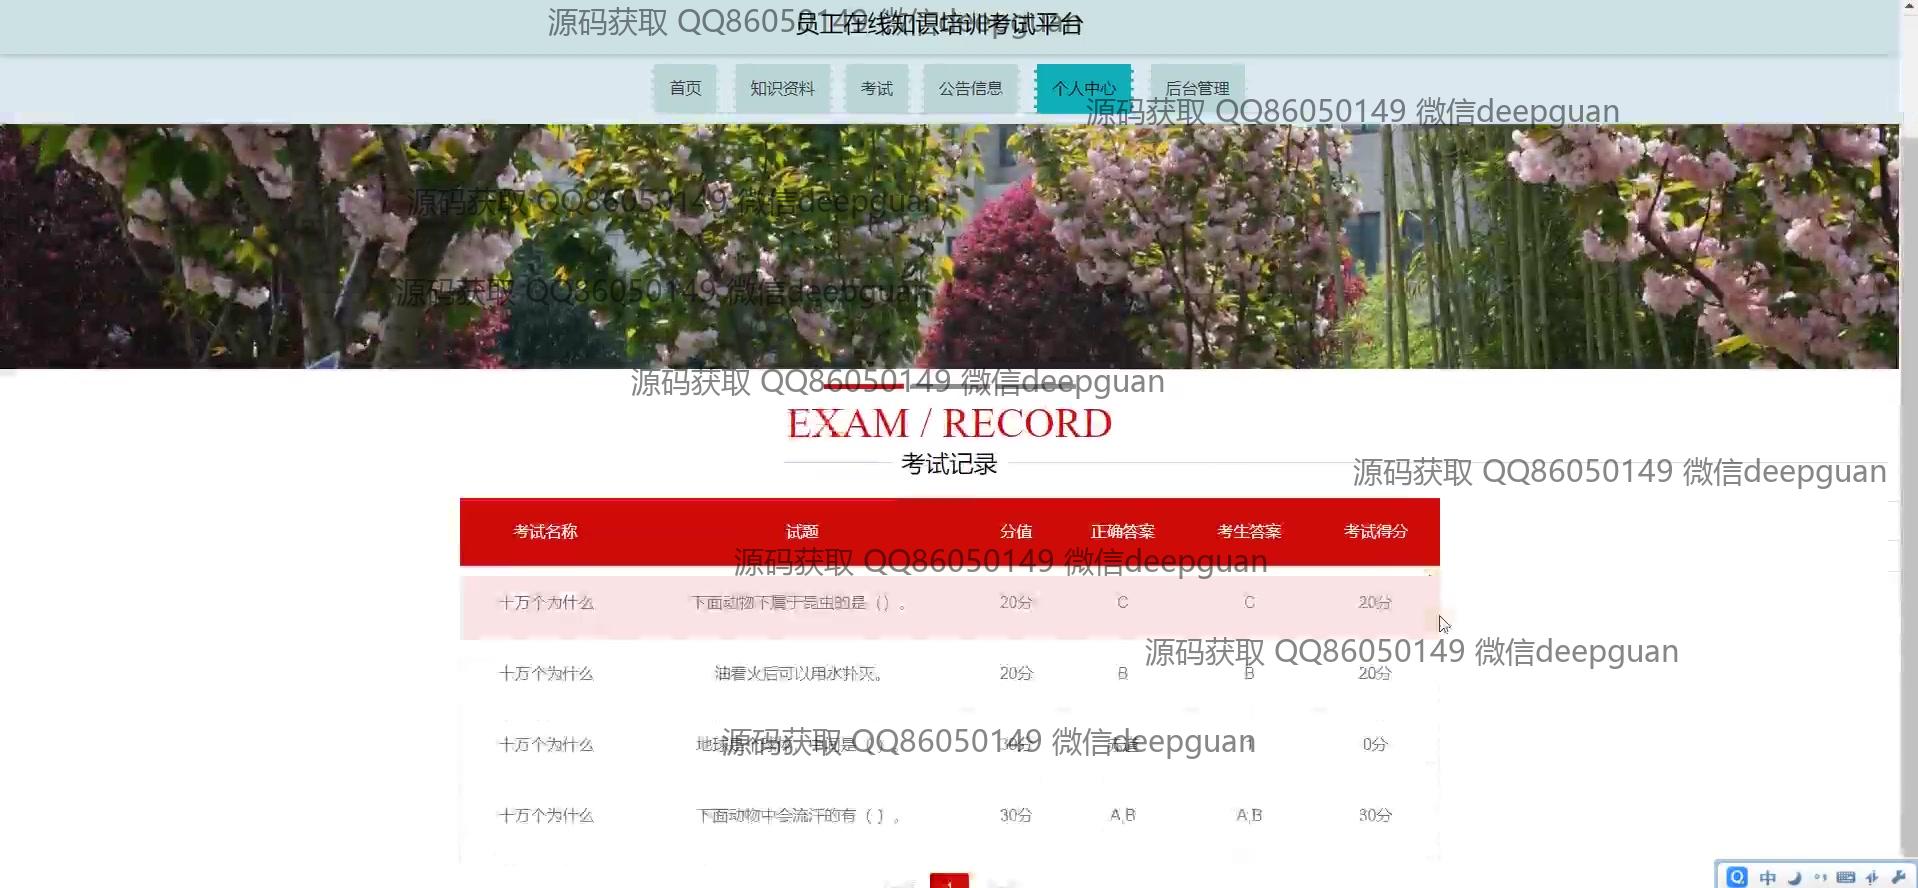 源码获取 QQ86050149 微信deepguan
员工在线知识培训考试平台
首页 知识资料 考试 公告信息 个人中心 后台管理
源码获取 QQ86050149 微信deepguan
源码获取 QQ86050149 微信deepguan
源码获取 QQ86050149 微信deepguan
源码获取 QQ86050149 微信deepguan
EXAM / RECORD
考试记录
源码获取 QQ86050149 微信deepguan
考试名称 试题 分值 正确答案 考生答案 考试得分
源码获取 QQ86050149 微信deepguan
十万个为什么 下面动物不属于昆虫的是（）。 20分 C C 20分
源码获取 QQ86050149 微信deepguan
十万个为什么 油着火后可以用水扑灭。 20分 B B 20分
十万个为什么 30分 赤道 0分
源码获取 QQ86050149 微信deepguan
十万个为什么 下面动物中会流汗的有（）。 30分 A,B A,B 30分
1
中